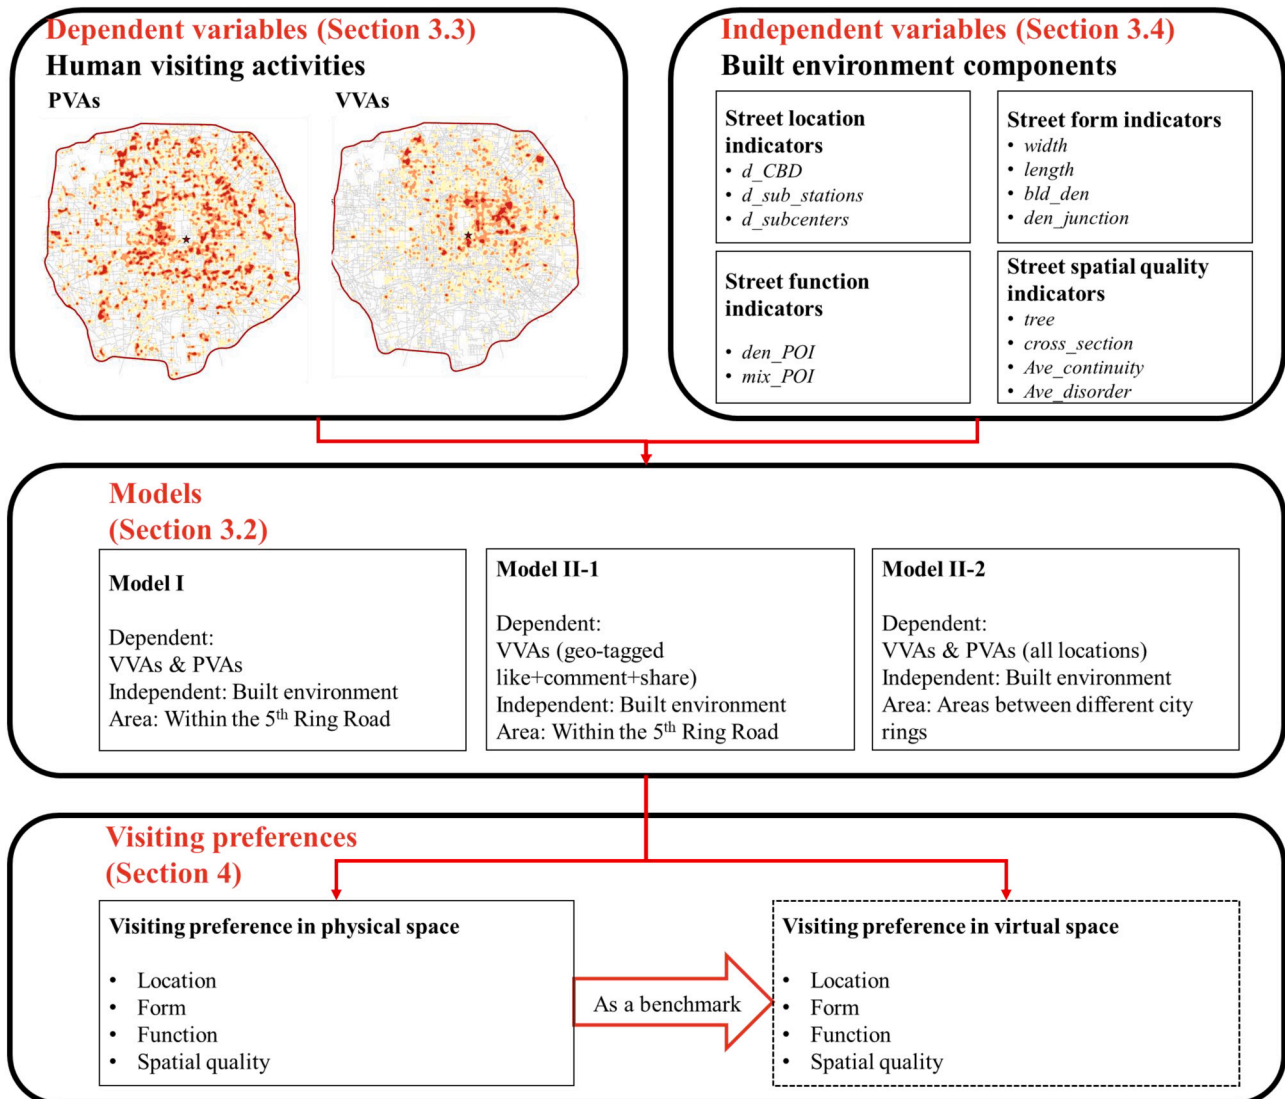 Dependent variables (Section 3.3)
Human visiting activities
PVAs
VVAs
Independent variables (Section 3.4)
Built environment components
Street location
indicators
• d_CBD
• d_sub_stations
• d_subcenters
Street form indicators
• width
• length
• bld_den
• den_junction
Street function
indicators
• den_POI
• mix_POI
Street spatial quality
indicators
• tree
• cross_section
• Ave_continuity
• Ave_disorder
Models
(Section 3.2)
Model I
Dependent:
VVAs & PVAs
Independent: Built environment
Area: Within the 5th Ring Road
Model II-1
Dependent:
VVAs (geo-tagged
like+comment+share)
Independent: Built environment
Area: Within the 5th Ring Road
Model II-2
Dependent:
VVAs & PVAs (all locations)
Independent: Built environment
Area: Areas between different city
rings
Visiting preferences
(Section 4)
Visiting preference in physical space
• Location
• Form
• Function
• Spatial quality
As a benchmark
Visiting preference in virtual space
• Location
• Form
• Function
• Spatial quality